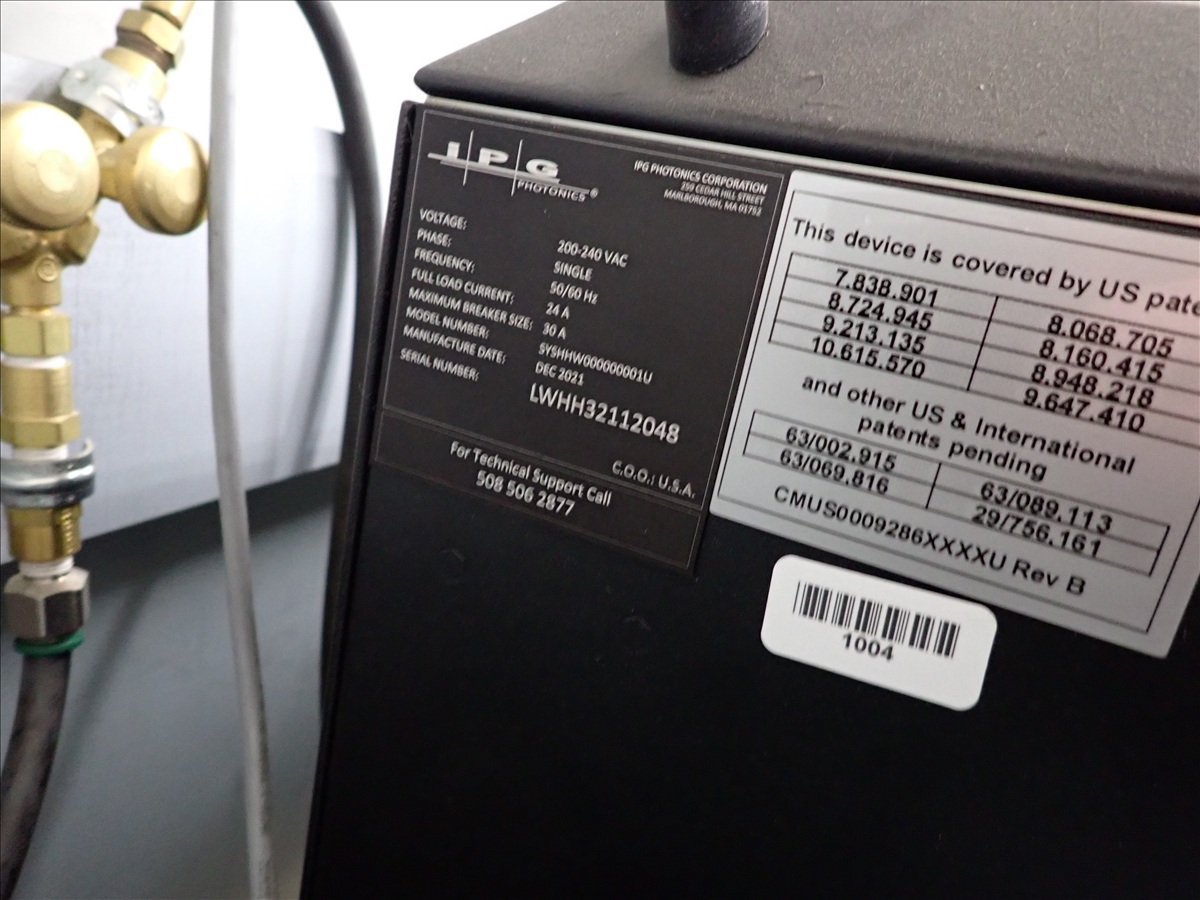 IPG
PHOTONICS®
IPG PHOTONICS CORPORATION
250 CEDAR HILL STREET
MARLBOROUGH, MA 01752
VOLTAGE: 200-240 VAC
PHASE: SINGLE
FREQUENCY: 50/60 Hz
FULL LOAD CURRENT: 24 A
MAXIMUM BREAKER SIZE: 30 A
MODEL NUMBER: SYSHHW000000001U
MANUFACTURE DATE: DEC 2021
SERIAL NUMBER: LWHH32112048
C.O.O.: U.S.A.
For Technical Support Call
508 506 2877
This device is covered by US pate
7.838.901 8.068.705
8.724.945 8.160.415
9.213.135 8.948.218
10.615.570 9.647.410
and other US & International
patents pending
63/002,915 63/089,113
63/069,816 29/756,161
CMUS0009286XXXXU Rev B
1004